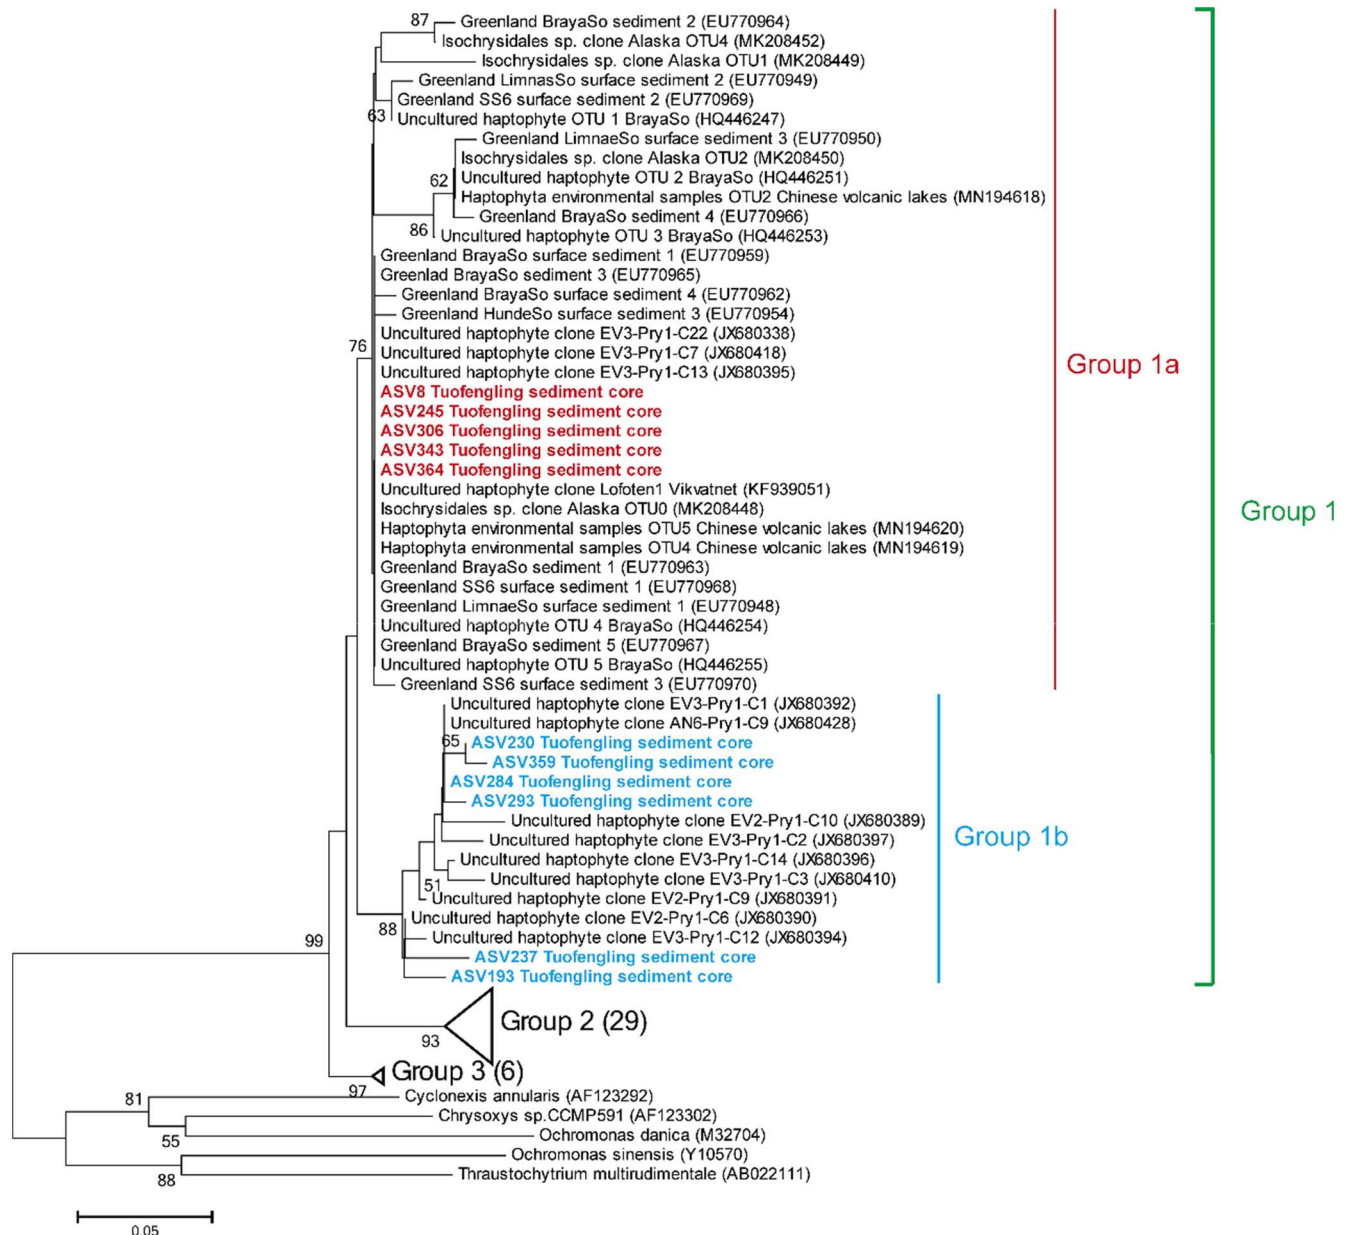 87
Greenland BrayaSo sediment 2 (EU770964)
Isochrysidales sp. clone Alaska OTU4 (MK208452)
Isochrysidales sp. clone Alaska OTU1 (MK208449)
Greenland LimnasSo surface sediment 2 (EU770949)
Greenland SS6 surface sediment 2 (EU770969)
63
Uncultured haptophyte OTU 1 BrayaSo (HQ446247)
Greenland LimnaeSo surface sediment 3 (EU770950)
Isochrysidales sp. clone Alaska OTU2 (MK208450)
62
Uncultured haptophyte OTU 2 BrayaSo (HQ446251)
Haptophyta environmental samples OTU2 Chinese volcanic lakes (MN194618)
Greenland BrayaSo sediment 4 (EU770966)
86
Uncultured haptophyte OTU 3 BrayaSo (HQ446253)
Greenland BrayaSo surface sediment 1 (EU770959)
Greenlad BrayaSo sediment 3 (EU770965)
Greenland BrayaSo surface sediment 4 (EU770962)
Greenland HundeSo surface sediment 3 (EU770954)
Uncultured haptophyte clone EV3-Pry1-C22 (JX680338)
76
Uncultured haptophyte clone EV3-Pry1-C7 (JX680418)
Uncultured haptophyte clone EV3-Pry1-C13 (JX680395)
Group 1a
ASV8 Tuofengling sediment core
ASV245 Tuofengling sediment core
ASV306 Tuofengling sediment core
ASV343 Tuofengling sediment core
ASV364 Tuofengling sediment core
Uncultured haptophyte clone Lofoten1 Vikvatnet (KF939051)
Isochrysidales sp. clone Alaska OTU0 (MK208448)
Group 1
Haptophyta environmental samples OTU5 Chinese volcanic lakes (MN194620)
Haptophyta environmental samples OTU4 Chinese volcanic lakes (MN194619)
Greenland BrayaSo sediment 1 (EU770963)
Greenland SS6 surface sediment 1 (EU770968)
Greenland LimnaeSo surface sediment 1 (EU770948)
Uncultured haptophyte OTU 4 BrayaSo (HQ446254)
Greenland BrayaSo sediment 5 (EU770967)
Uncultured haptophyte OTU 5 BrayaSo (HQ446255)
Greenland SS6 surface sediment 3 (EU770970)
Uncultured haptophyte clone EV3-Pry1-C1 (JX680392)
Uncultured haptophyte clone AN6-Pry1-C9 (JX680428)
65
ASV230 Tuofengling sediment core
ASV359 Tuofengling sediment core
ASV284 Tuofengling sediment core
ASV293 Tuofengling sediment core
Uncultured haptophyte clone EV2-Pry1-C10 (JX680389)
Group 1b
Uncultured haptophyte clone EV3-Pry1-C2 (JX680397)
Uncultured haptophyte clone EV3-Pry1-C14 (JX680396)
Uncultured haptophyte clone EV3-Pry1-C3 (JX680410)
51
Uncultured haptophyte clone EV2-Pry1-C9 (JX680391)
Uncultured haptophyte clone EV2-Pry1-C6 (JX680390)
88
Uncultured haptophyte clone EV3-Pry1-C12 (JX680394)
99
ASV237 Tuofengling sediment core
ASV193 Tuofengling sediment core
Group 2 (29)
93
Group 3 (6)
97
Cyclonexis annularis (AF123292)
81
Chrysoxys sp.CCMP591 (AF123302)
55
Ochromonas danica (M32704)
Ochromonas sinensis (Y10570)
88
Thraustochytrium multirudimentale (AB022111)
0.05